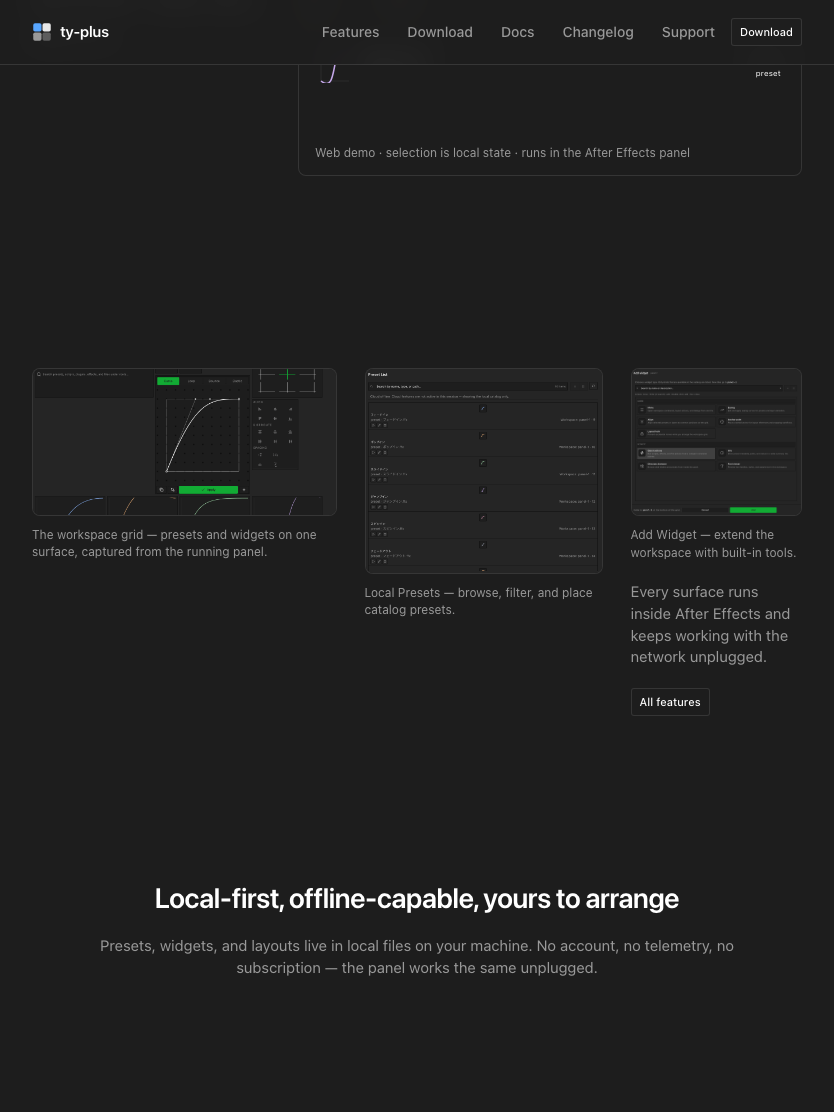 ty-plus
Features
Download
Docs
Changelog
Support
Download
preset
Web demo · selection is local state · runs in the After Effects panel
Preset List
The workspace grid — presets and widgets on one
surface, captured from the running panel.
Local Presets — browse, filter, and place
catalog presets.
Add Widget — extend the
workspace with built-in tools.
Every surface runs
inside After Effects and
keeps working with the
network unplugged.
All features
Local-first, offline-capable, yours to arrange
Presets, widgets, and layouts live in local files on your machine. No account, no telemetry, no
subscription — the panel works the same unplugged.